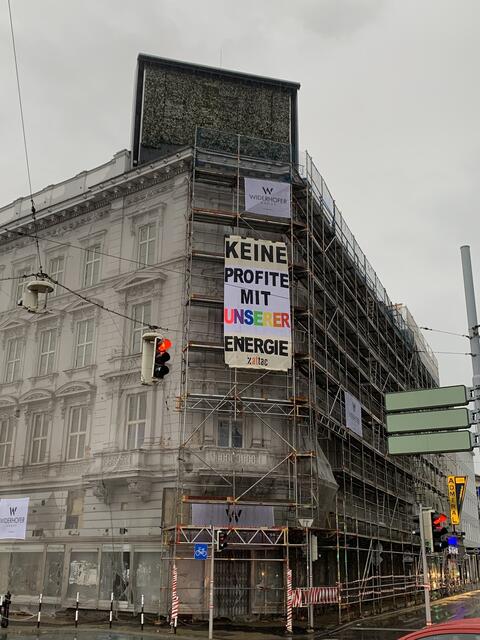 WIDERHOFER
KEINE
PROFITE
MIT
UNSERER
ENERGIE
attac
WIDERHOFER
W